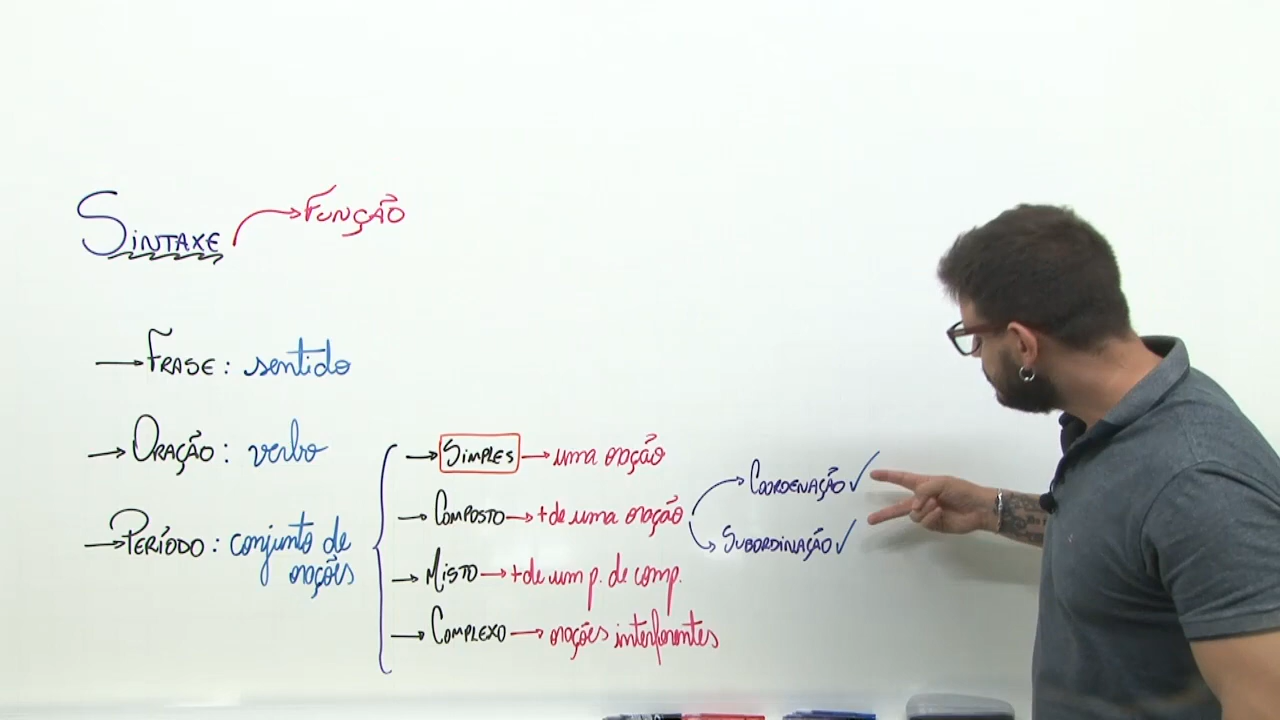 SINTAXE → FUNÇÃO
→ FRASE: sentido
→ ORAÇÃO: verbo
→ PERÍODO: conjunto de
orações
→ SIMPLES → uma oração
→ COMPOSTO → + de uma oração
COORDENAÇÃO ✓
SUBORDINAÇÃO ✓
→ MISTO → + de um p. de comp.
→ COMPLEXO → orações interferentes